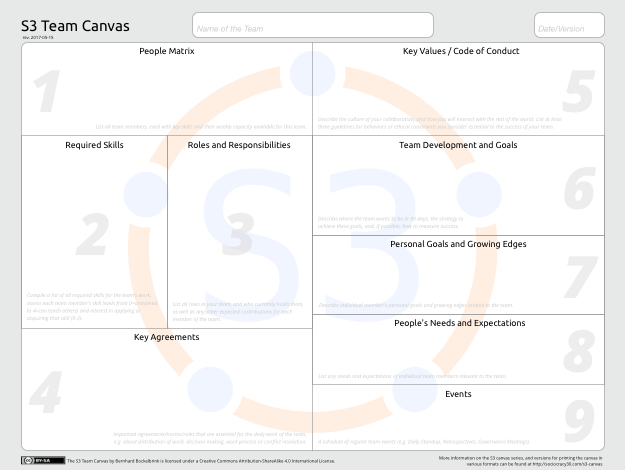 S3 Team Canvas
rev. 2017-09-15
Name of the Team
Date/Version
People Matrix
1
List all team members, each with key skills and their weekly capacity available for this team.
Key Values / Code of Conduct
5
Describe the culture of your collaboration, and how you will interact with the rest of the world. List at least
three guidelines for behaviors or ethical constraints you consider essential to the success of your team.
Required Skills
2
Compile a list of all required skills for the team's work,
assess each team member's skill levels from
to 4=can teach others) and interest in applying or
acquiring that skill (0-3).
Roles and Responsibilities
3
List all roles in your team, and who currently holds them,
as well as any other expected contributions for each
member of the team.
Team Development and Goals
6
Describe where the team wants to be in 90 days, the strategy to
achieve these goals, and, if possible, how to measure success.
Personal Goals and Growing Edges
7
Describe individual member's personal goals and growing edges relevant to the team.
Key Agreements
4
Important agreements that are essential for the daily work of the team,
e.g. about distribution of work, decision making, work process or conflict resolution.
People's Needs and Expectations
8
List key needs and expectations of individual team members relevant to the team.
Events
9
A schedule of regular team events (e.g. Daily Standup, Retrospectives, Governance Meetings).
S3
BY-SA
The S3 Team Canvas by Bernhard Bockelbrink is licensed under a Creative Commons Attribution-ShareAlike 4.0 International License.
More information on the S3 canvas series, and versions for printing the canvas in
various formats can be found at http://sociocracy30.com/s3-canvas